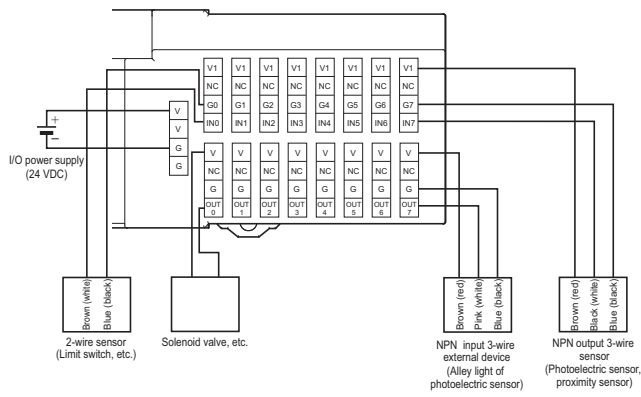 V1 V1 V1 V1 V1 V1 V1 V1
NC NC NC NC NC NC NC NC
G0 G1 G2 G3 G4 G5 G6 G7
IN0 IN1 IN2 IN3 IN4 IN5 IN6 IN7
V
V
G
G
+
−
I/O power supply
(24 VDC)
V V V V V V V V
NC NC NC NC NC NC NC NC
G G G G G G G G
OUT OUT OUT OUT OUT OUT OUT OUT
0 1 2 3 4 5 6 7
Brown (white)
Blue (black)
2-wire sensor
(Limit switch, etc.)
Solenoid valve, etc.
Brown (red)
Pink (white)
Blue (black)
NPN input 3-wire
external device
(Alley light of
photoelectric sensor)
Brown (red)
Black (white)
Blue (black)
NPN output 3-wire
sensor
(Photoelectric sensor,
proximity sensor)